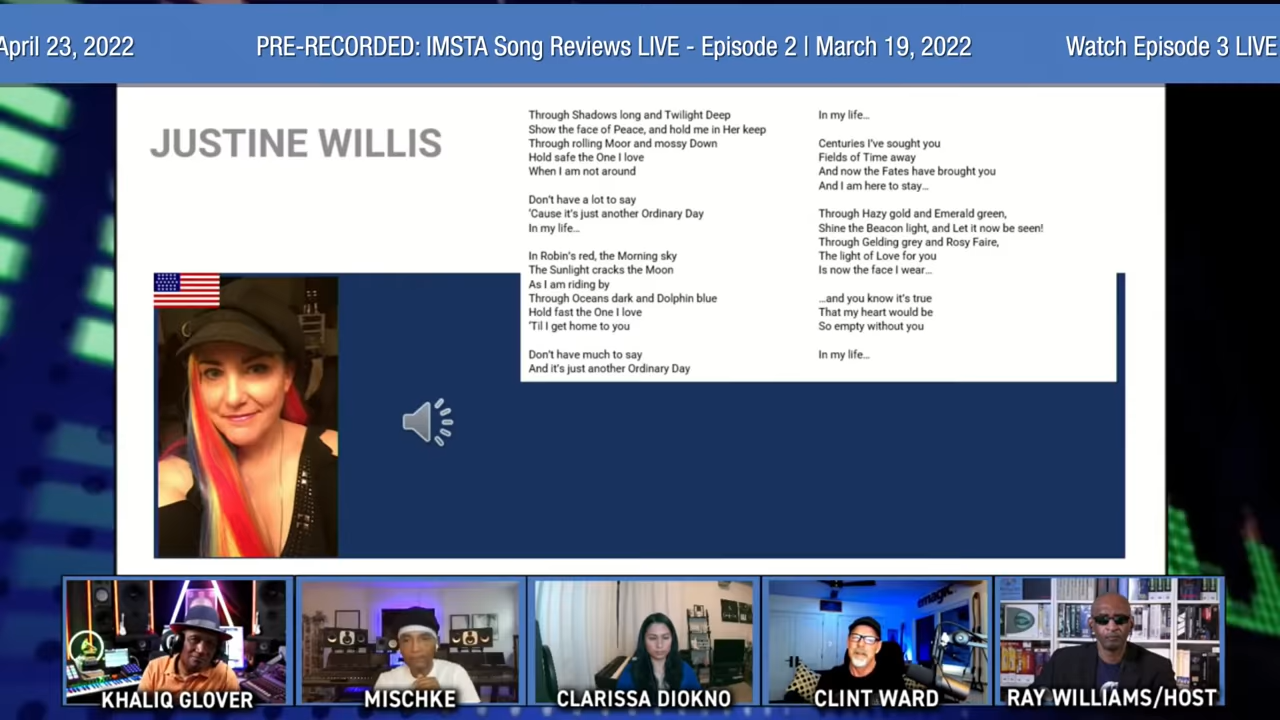 April 23, 2022 PRE-RECORDED: IMSTA Song Reviews LIVE - Episode 2 | March 19, 2022 Watch Episode 3 LIVE
JUSTINE WILLIS
Through Shadows long and Twilight Deep
Show the face of Peace, and hold me in Her keep
Through rolling Moor and mossy Down
Hold safe the One I love
When I am not around
Don't have a lot to say
'Cause it's just another Ordinary Day
In my life…
In Robin's red, the Morning sky
The Sunlight cracks the Moon
As I am riding by
Through Oceans dark and Dolphin blue
Hold fast the One I love
'Til I get home to you
Don't have much to say
And it's just another Ordinary Day
In my life…
Centuries I've sought you
Fields of Time away
And now the Fates have brought you
And I am here to stay…
Through Hazy gold and Emerald green,
Shine the Beacon light, and Let it now be seen!
Through Gelding grey and Rosy Faire,
The light of Love for you
Is now the face I wear…
…and you know it's true
That my heart would be
So empty without you
In my life…
KHALIQ GLOVER
MISCHKE
CLARISSA DIOKNO
CLINT WARD
RAY WILLIAMS/HOST